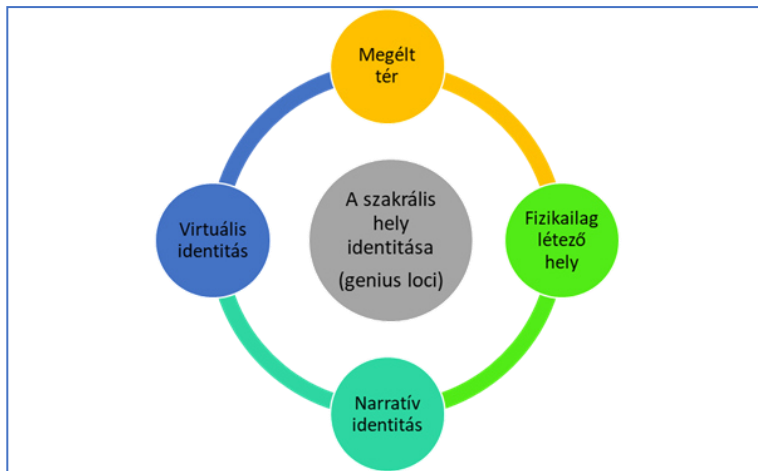 Megélt
tér
Virtuális
identitás
A szakrális
hely
identitása
(genius loci)
Fizikailag
létező
hely
Narratív
identitás